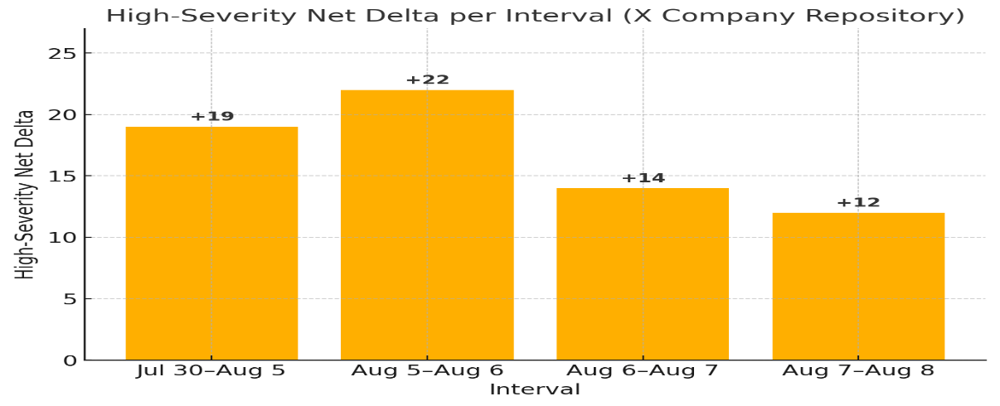 High-Severity Net Delta per Interval (X Company Repository)
High-Severity Net Delta
25
20
15
10
5
0
+19
+22
+14
+12
Jul 30–Aug 5
Aug 5–Aug 6
Aug 6–Aug 7
Aug 7–Aug 8
Interval